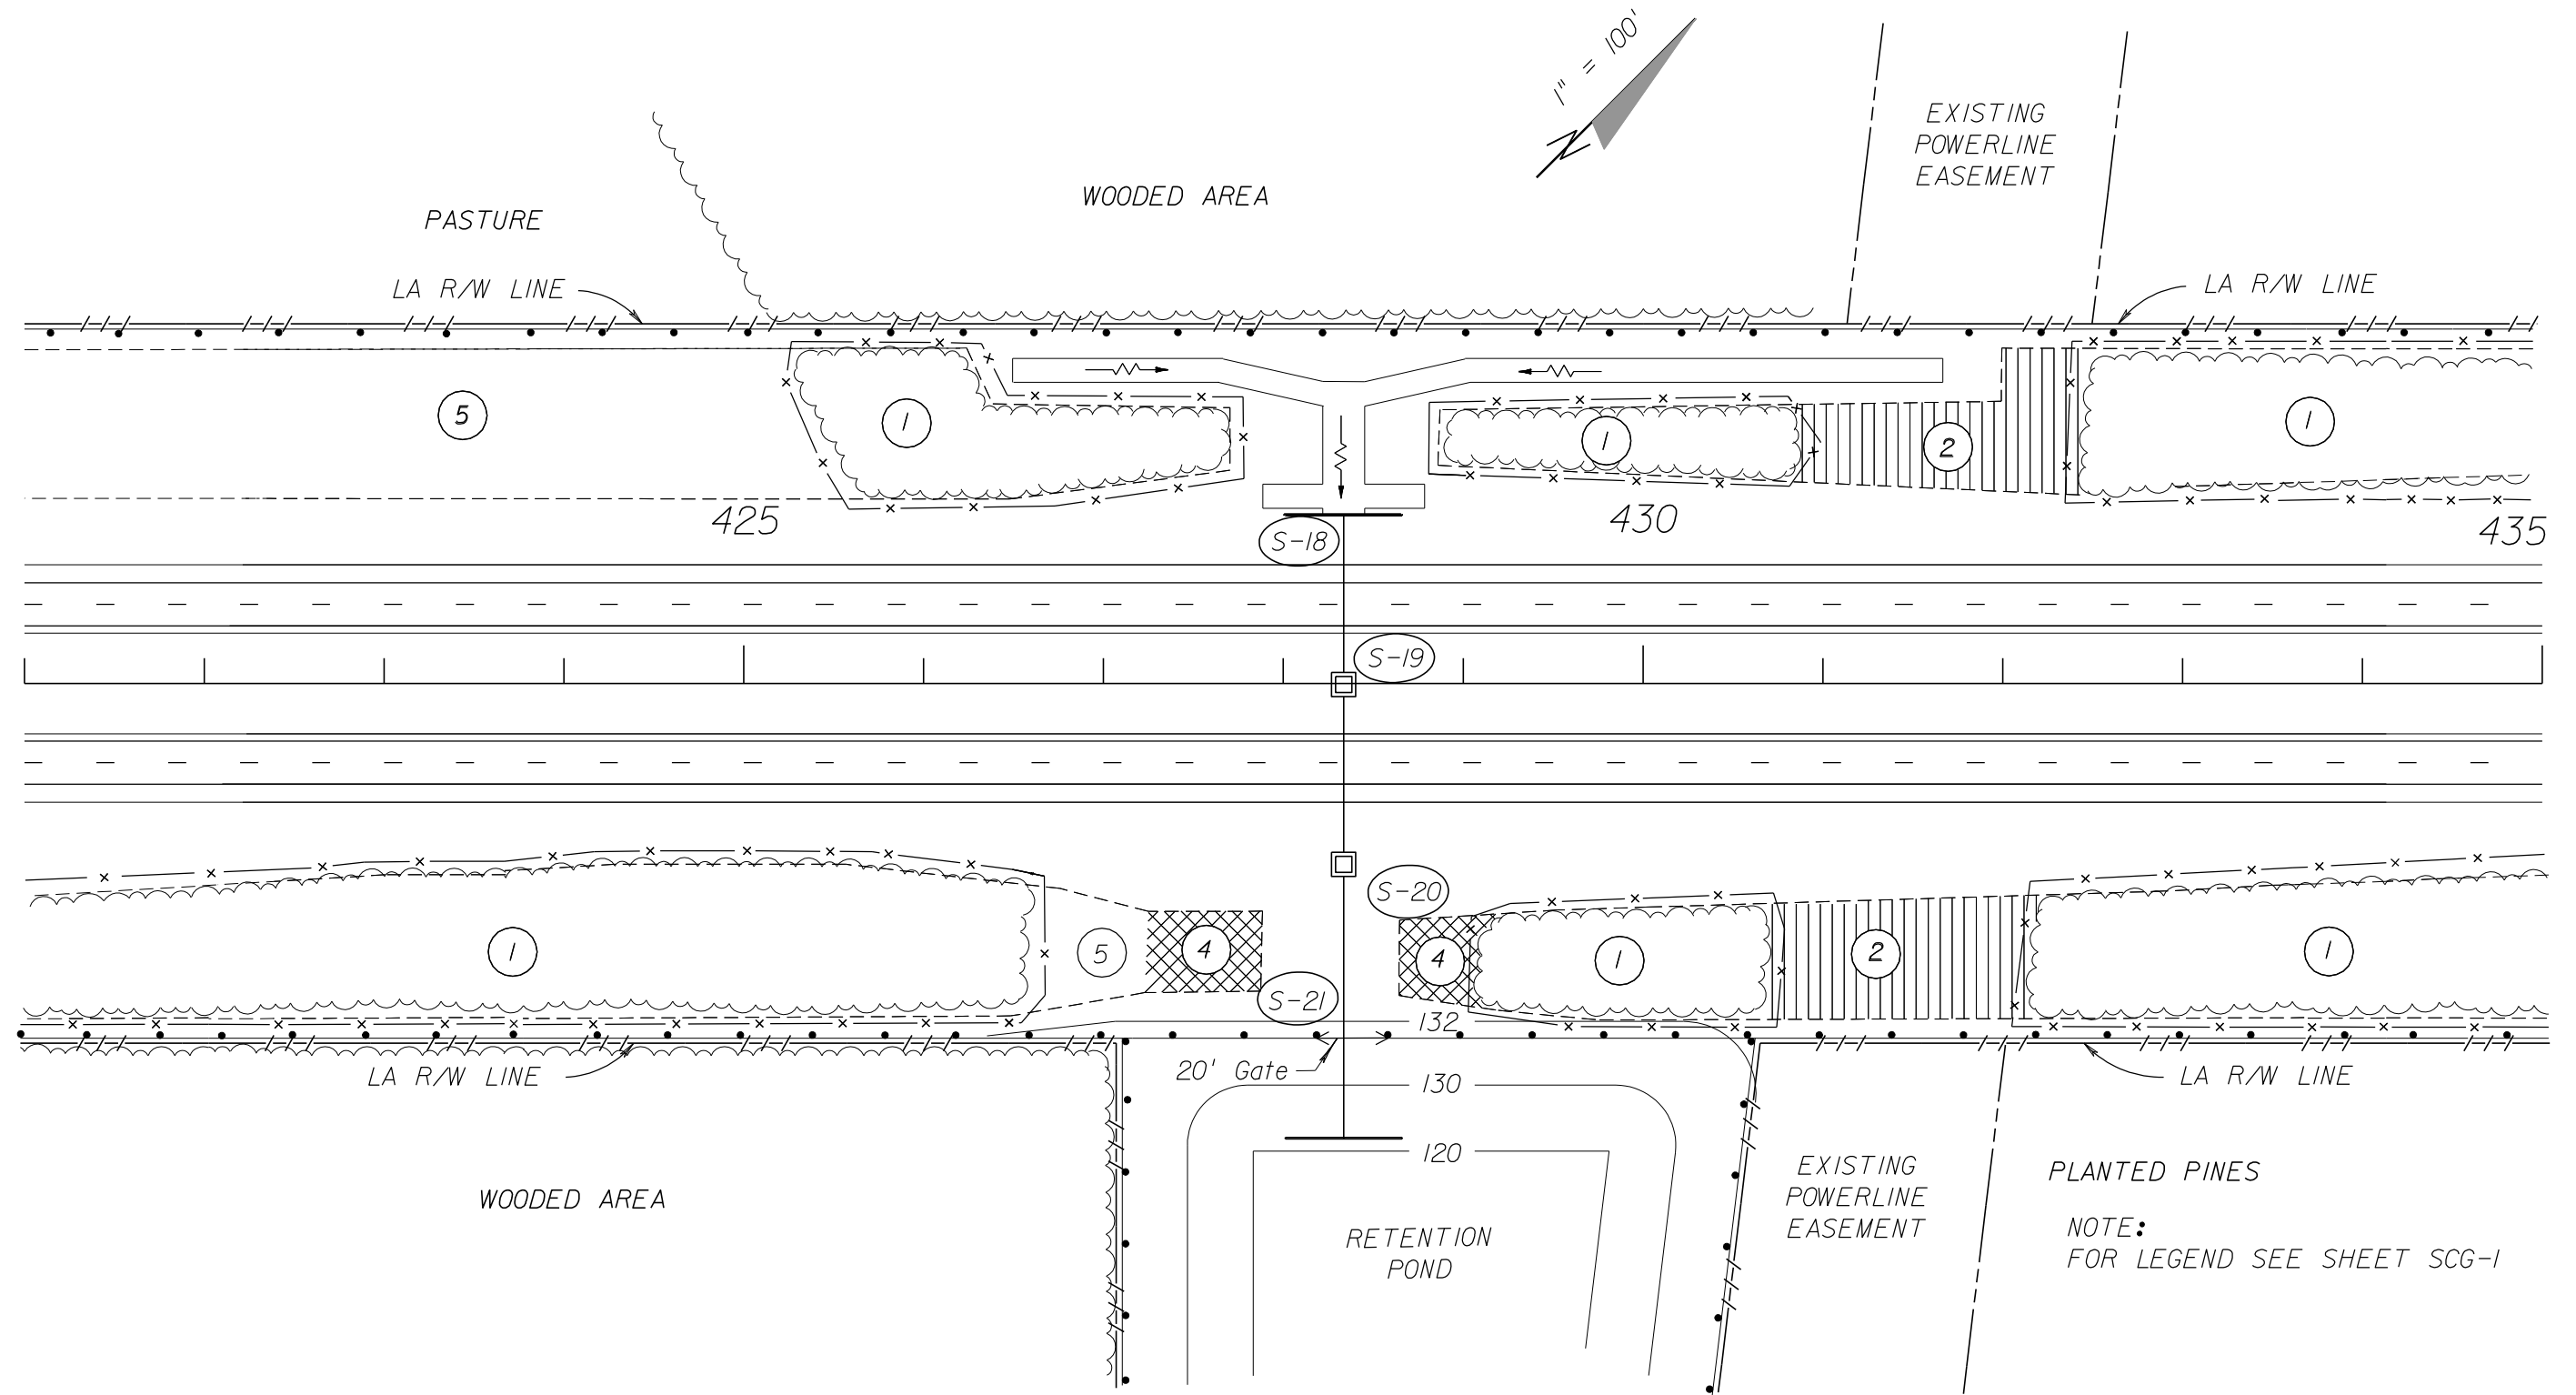 1" = 100'
N
EXISTING
POWERLINE
EASEMENT
WOODED AREA
PASTURE
LA R/W LINE
LA R/W LINE
5
1
1
2
1
425
430
435
S-18
S-19
S-20
1
5
4
4
1
2
1
S-21
132
20' Gate
LA R/W LINE
130
LA R/W LINE
120
WOODED AREA
EXISTING
POWERLINE
EASEMENT
PLANTED PINES
RETENTION
POND
NOTE:
FOR LEGEND SEE SHEET SCG-1